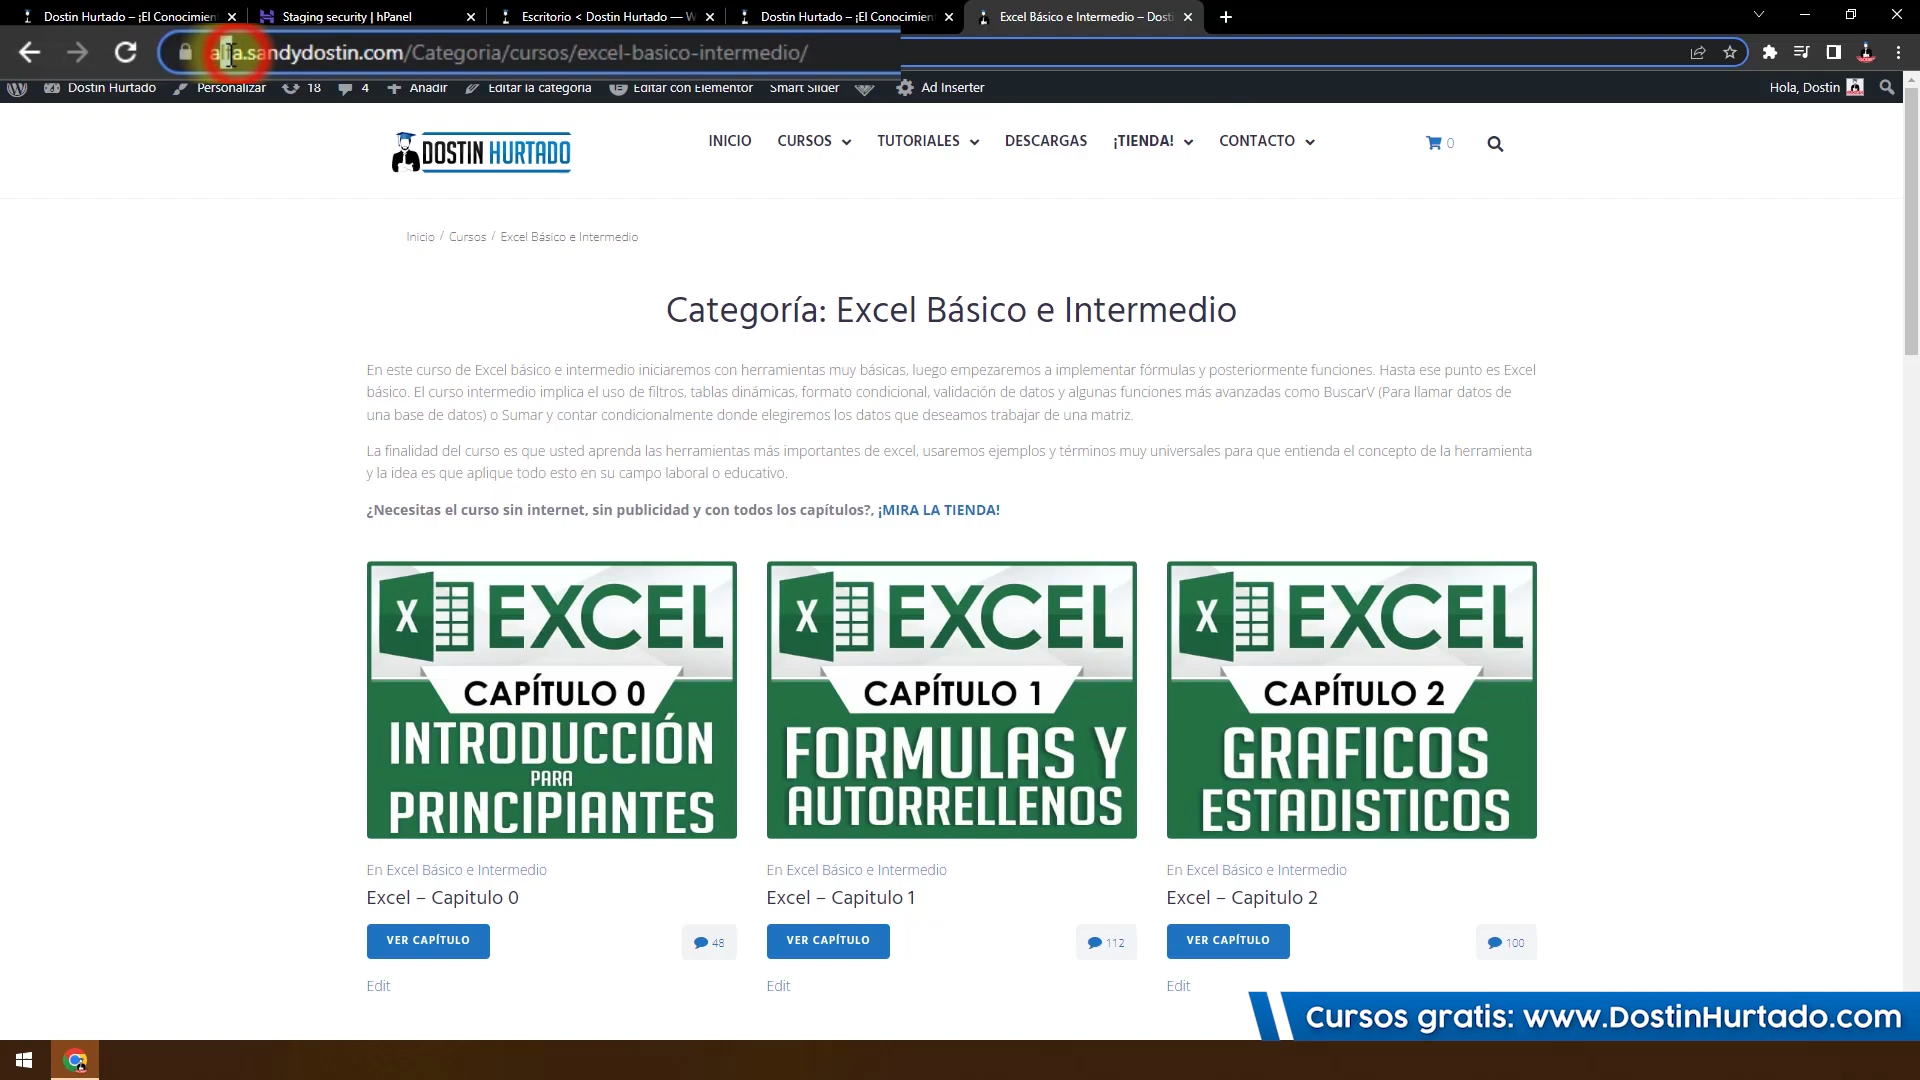 Dostin Hurtado – ¡El Conocimien
Staging security | hPanel
Escritorio < Dostin Hurtado — W
Dostin Hurtado – ¡El Conocimien
Excel Básico e Intermedio – Dosti
.sandydostin.com/Categoria/cursos/excel-basico-intermedio/
Dostin Hurtado
Personalizar
18
4
Añadir
Editar la categoría
Editar con Elementor
Smart Slider
Ad Inserter
Hola, Dostin
DOSTIN HURTADO
INICIO
CURSOS
TUTORIALES
DESCARGAS
¡TIENDA!
CONTACTO
0
Inicio / Cursos / Excel Básico e Intermedio
Categoría: Excel Básico e Intermedio
En este curso de Excel básico e intermedio iniciaremos con herramientas muy básicas, luego empezaremos a implementar fórmulas y posteriormente funciones. Hasta ese punto es Excel
básico. El curso intermedio implica el uso de filtros, tablas dinámicas, formato condicional, validación de datos y algunas funciones más avanzadas como BuscarV (Para llamar datos de
una base de datos) o Sumar y contar condicionalmente donde elegiremos los datos que deseamos trabajar de una matriz.
La finalidad del curso es que usted aprenda las herramientas más importantes de excel, usaremos ejemplos y términos muy universales para que entienda el concepto de la herramienta
y la idea es que aplique todo esto en su campo laboral o educativo.
¿Necesitas el curso sin internet, sin publicidad y con todos los capítulos?, ¡MIRA LA TIENDA!
X EXCEL
CAPÍTULO 0
INTRODUCCIÓN
PARA
PRINCIPIANTES
En Excel Básico e Intermedio
Excel – Capitulo 0
VER CAPÍTULO
48
Edit
X EXCEL
CAPÍTULO 1
FORMULAS Y
AUTORRELLENOS
En Excel Básico e Intermedio
Excel – Capitulo 1
VER CAPÍTULO
112
Edit
X EXCEL
CAPÍTULO 2
GRAFICOS
ESTADISTICOS
En Excel Básico e Intermedio
Excel – Capitulo 2
VER CAPÍTULO
100
Edit
Cursos gratis: www.DostinHurtado.com